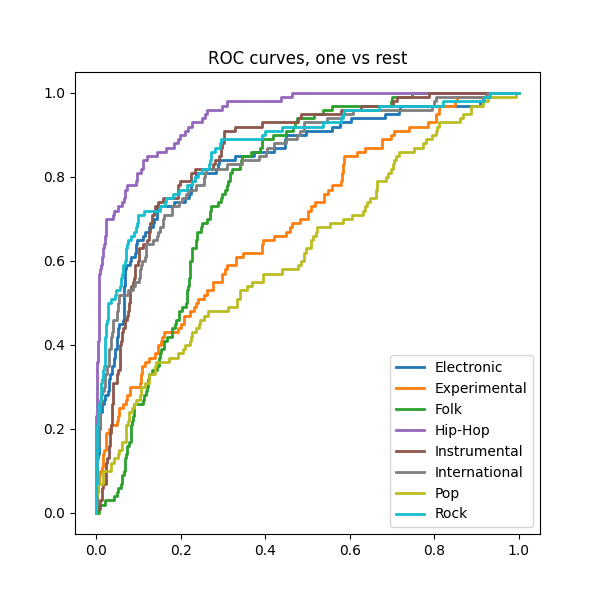 ROC curves, one vs rest
1.0
0.8
0.6
0.4
0.2
0.0
Electronic
Experimental
Folk
Hip-Hop
Instrumental
International
Pop
Rock
0.0 0.2 0.4 0.6 0.8 1.0